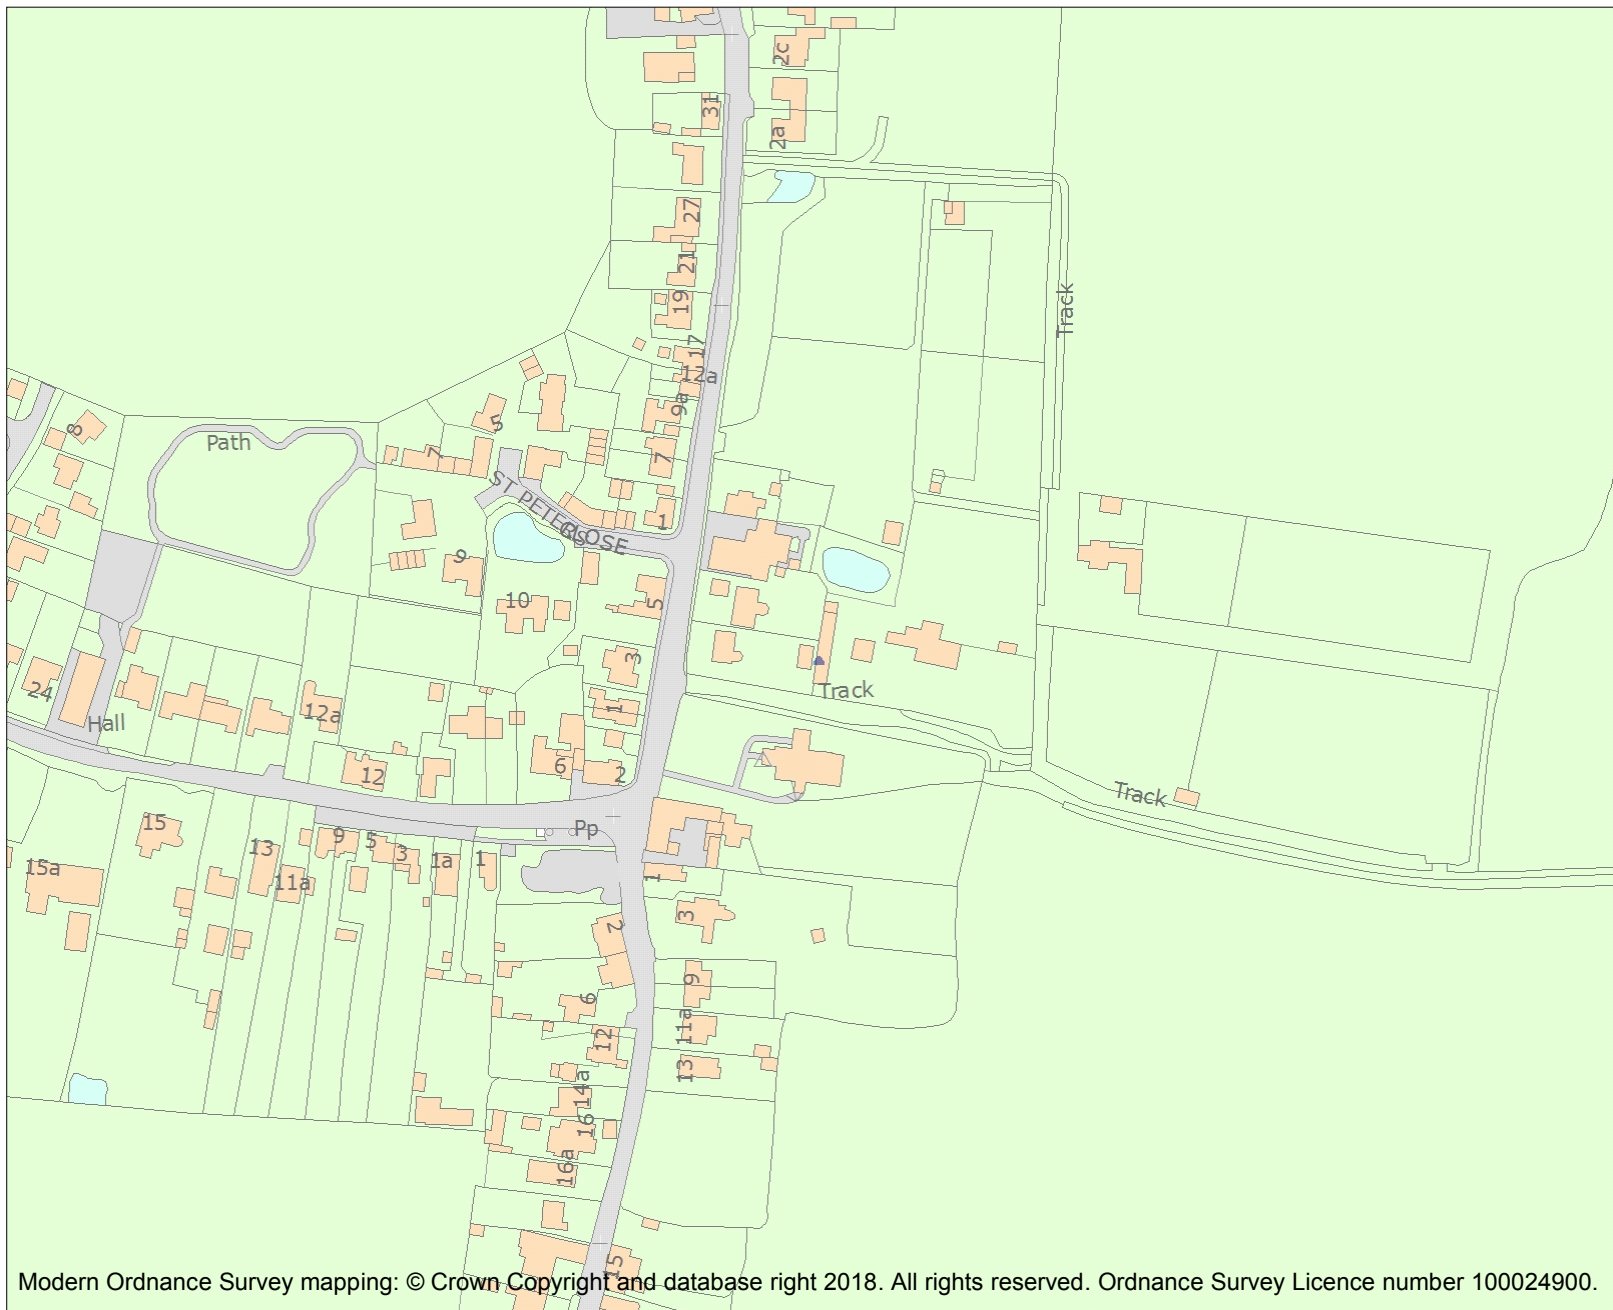 2c
31
2a
27
21
19
Track
17
12a
9a
5
8
Path
7
7
ST PETERS
CLOSE
1
9
10
5
3
24
Track
1
12a
Hall
6
2
12
Track
Pp
15
9
5
13
3
1a
1
15a
11a
1
3
2
9
6
11a
12
13
14a
16
16a
15
Modern Ordnance Survey mapping: © Crown Copyright and database right 2018. All rights reserved. Ordnance Survey Licence number 100024900.